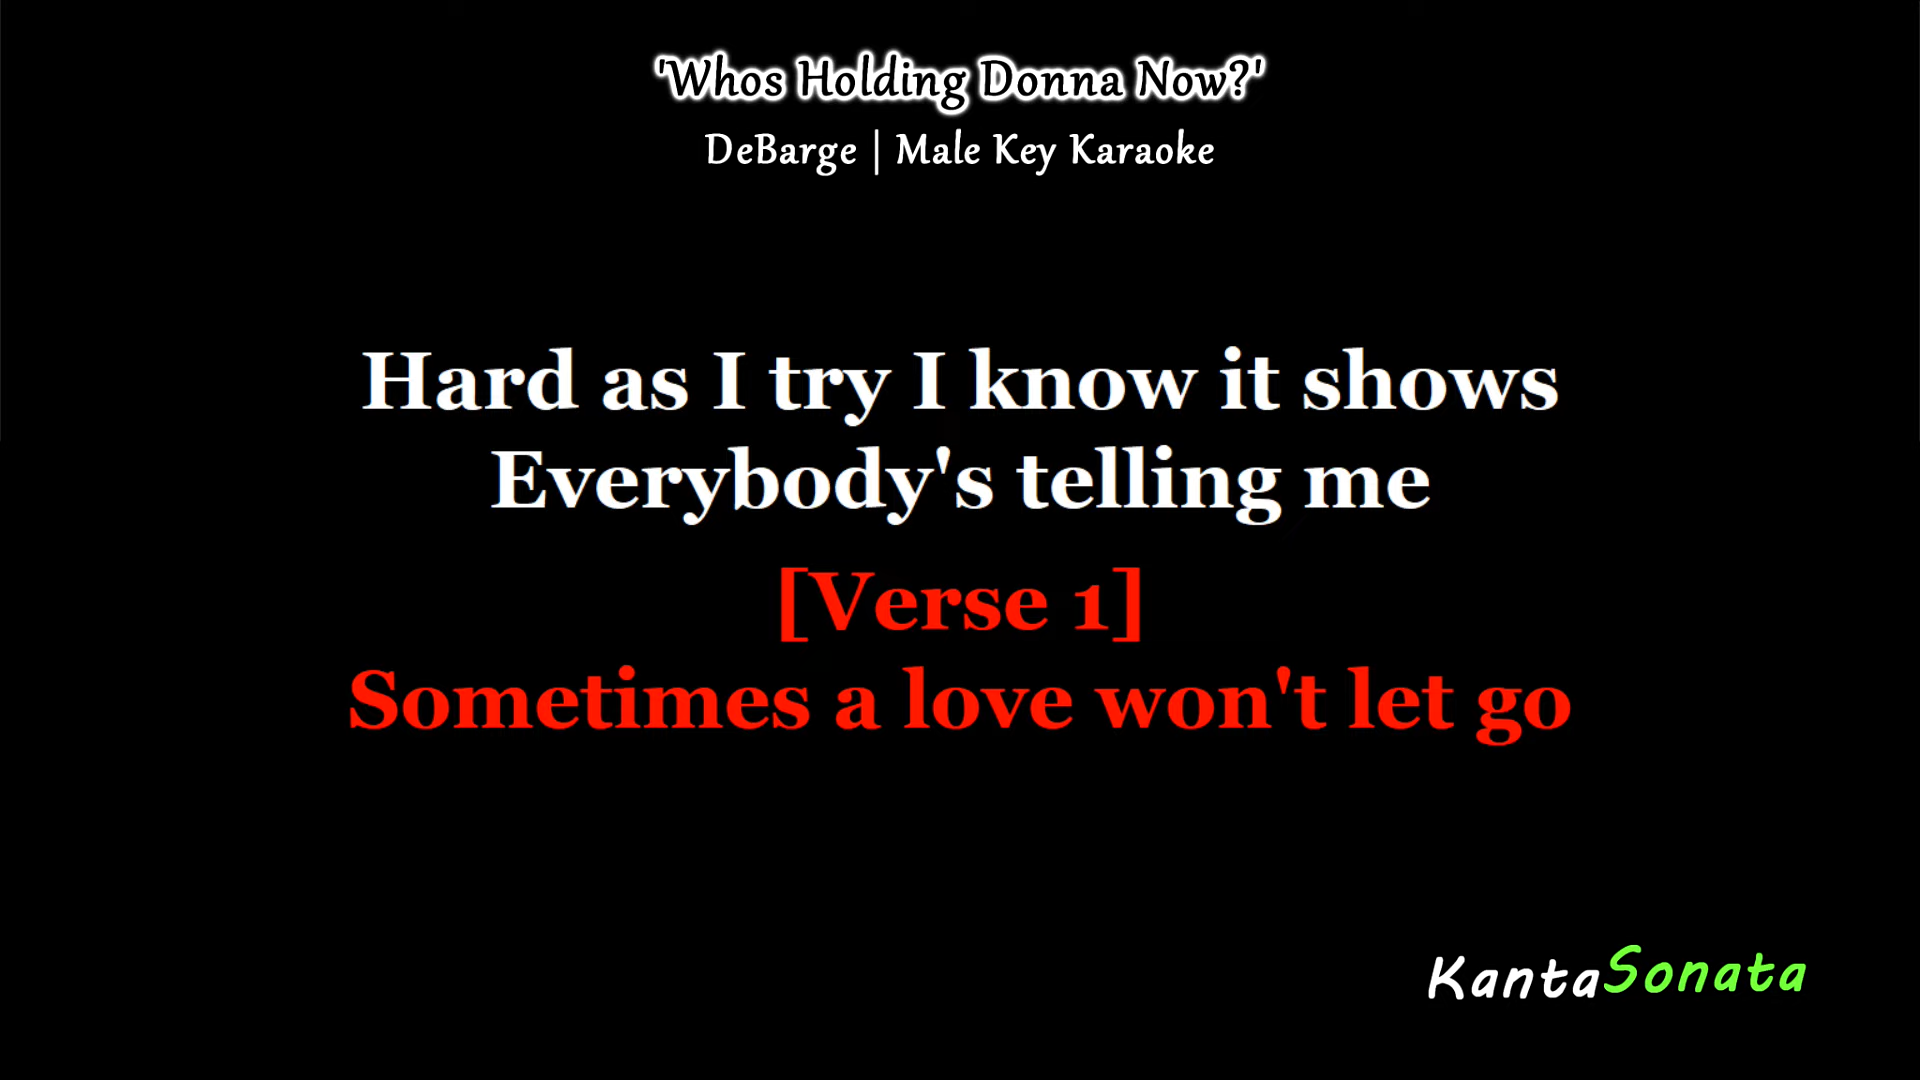 'Whos Holding Donna Now?'
DeBarge | Male Key Karaoke
Hard as I try I know it shows
Everybody's telling me
[Verse 1]
Sometimes a love won't let go
KantaSonata